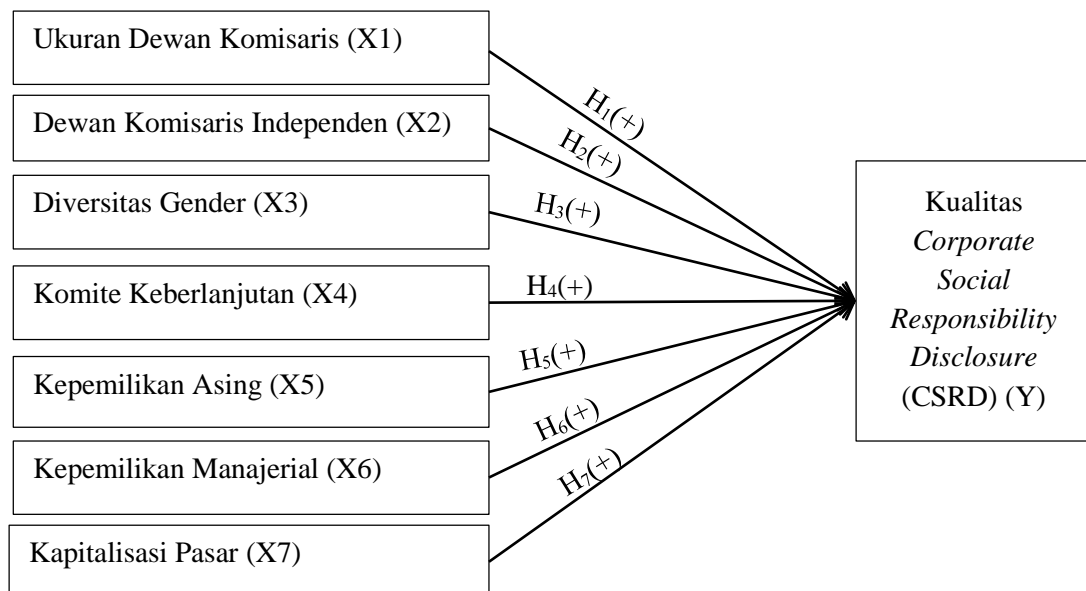 Ukuran Dewan Komisaris (X1)
H₁(+)
Dewan Komisaris Independen (X2)
H₂(+)
Diversitas Gender (X3)
H₃(+)
Komite Keberlanjutan (X4)
H₄(+)
Kepemilikan Asing (X5)
H₅(+)
Kepemilikan Manajerial (X6)
H₆(+)
Kapitalisasi Pasar (X7)
H₇(+)
Kualitas
Corporate
Social
Responsibility
Disclosure
(CSRD) (Y)